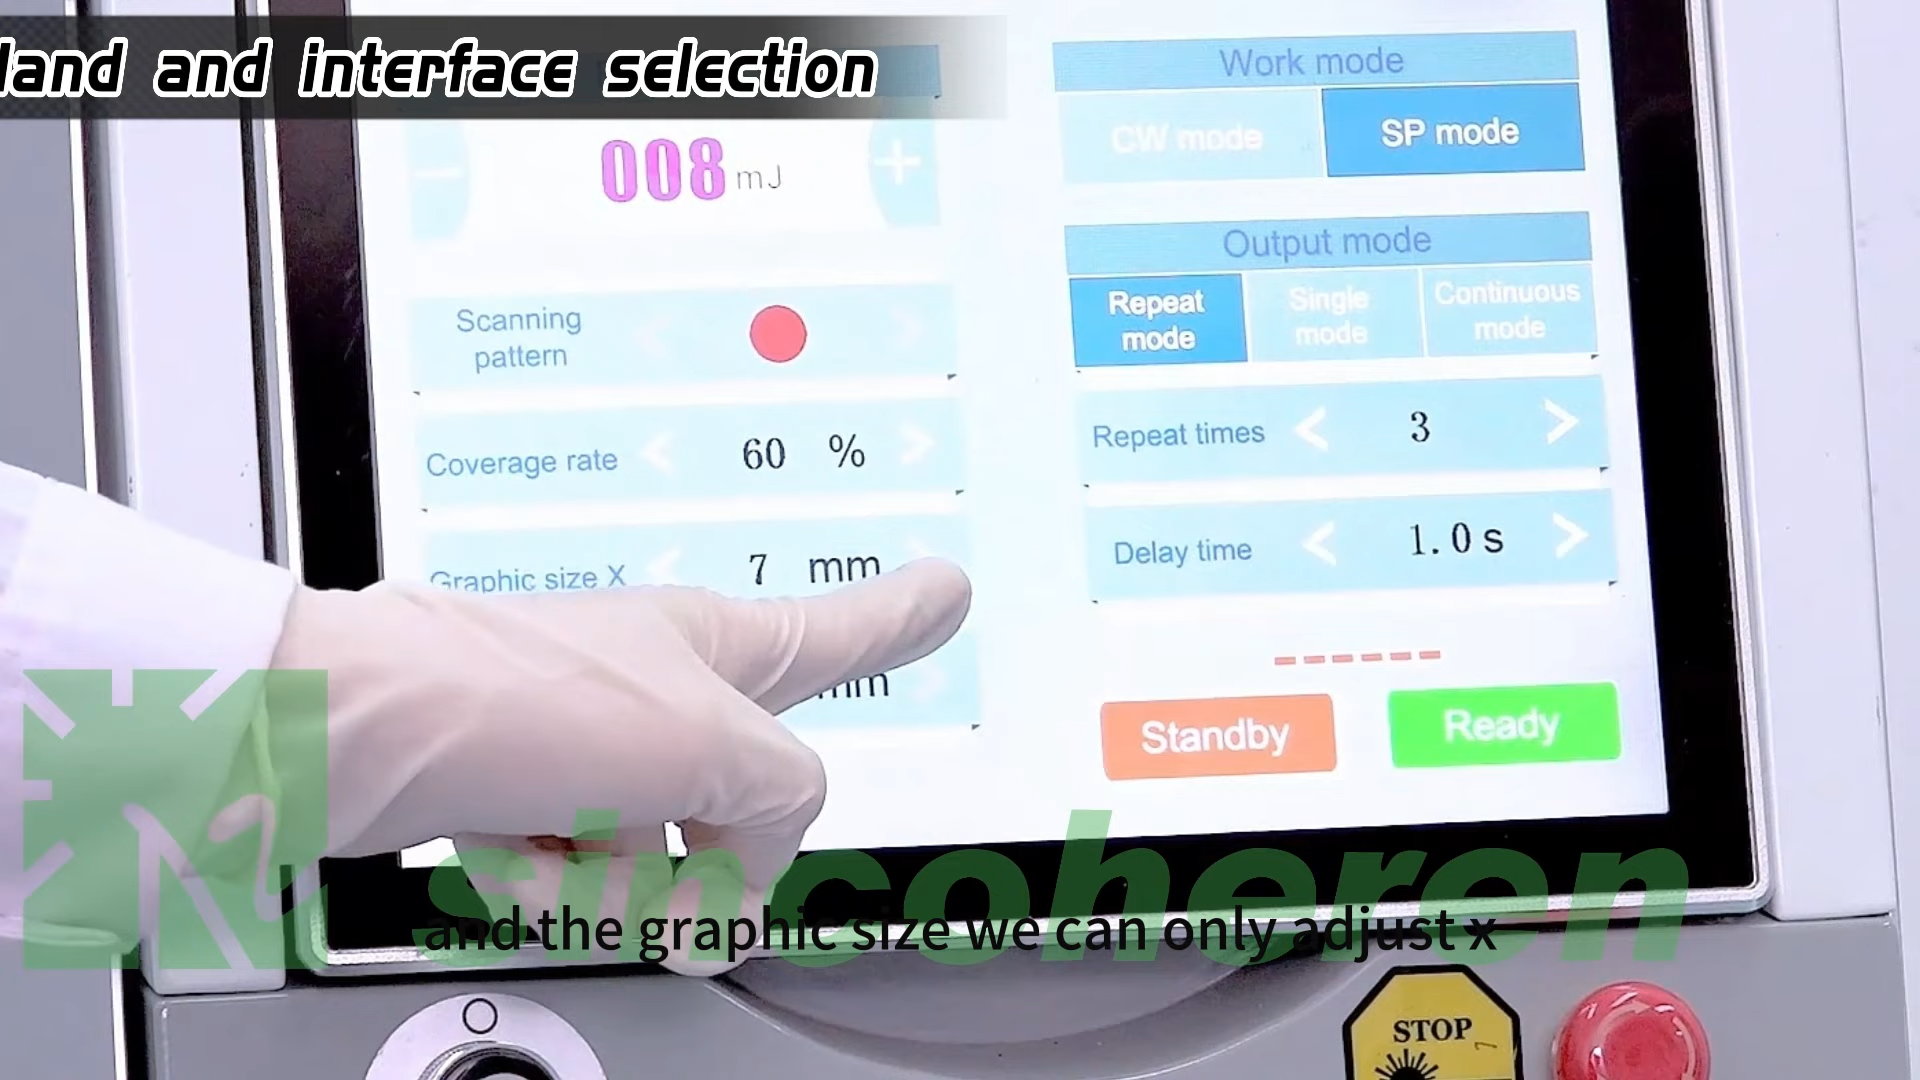 and interface selection
008 mJ
Scanning
pattern
Coverage rate
60 %
Graphic size X
7 mm
mm
Work mode
CW mode
SP mode
Output mode
Repeat
mode
Single
mode
Continuous
mode
Repeat times
3
Delay time
1.0 s
Standby
Ready
sincoheren
and the graphic size we can only adjust x
STOP